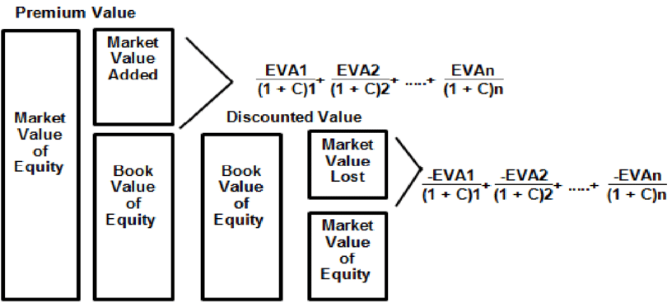 Premium Value
Market
Value
of
Equity
Market
Value
Added
Book
Value
of
Equity
EVA1 + EVA2 + .....+ EVAn
(1 + C)1 (1 + C)2 (1 + C)n
Discounted Value
Book
Value
of
Equity
Market
Value
Lost
Market
Value
of
Equity
-EVA1 + -EVA2 + .....+ -EVAn
(1 + C)1 (1 + C)2 (1 + C)n